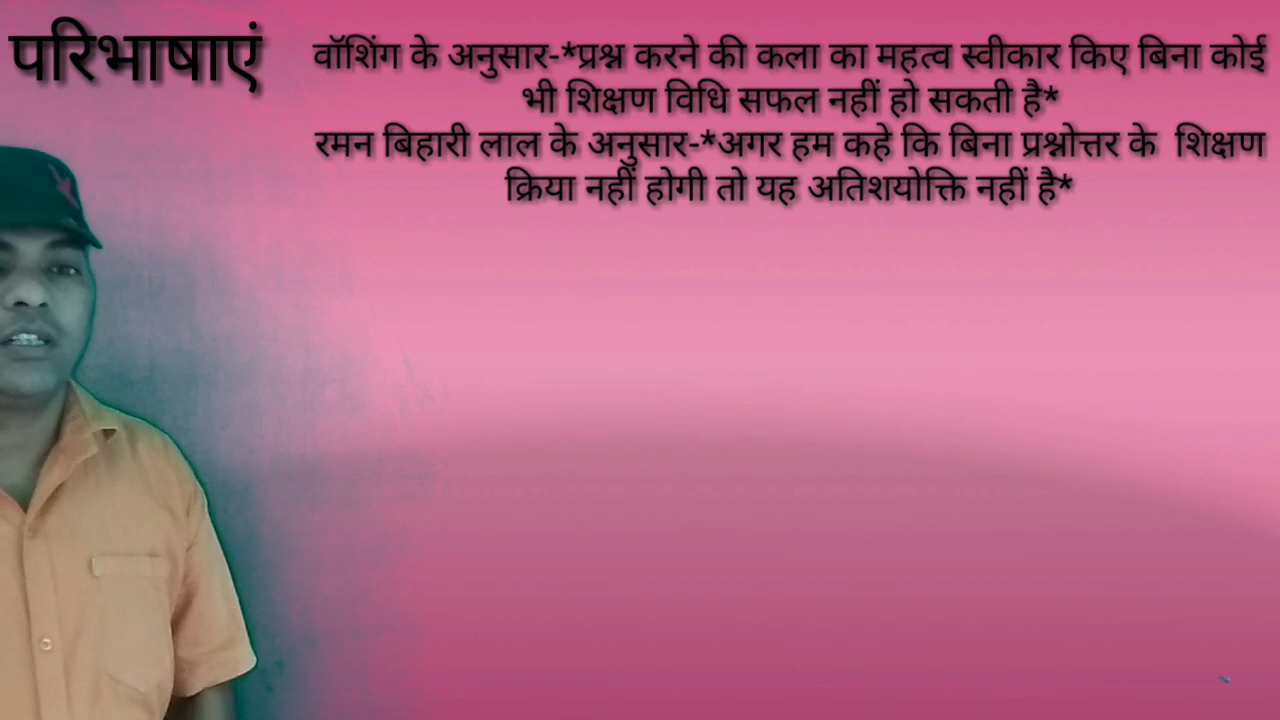 परिभाषाएं
वॉशिंग के अनुसार-*प्रश्न करने की कला का महत्व स्वीकार किए बिना कोई
भी शिक्षण विधि सफल नहीं हो सकती है*
रमन बिहारी लाल के अनुसार-*अगर हम कहे कि बिना प्रश्नोत्तर के  शिक्षण
क्रिया नहीं होगी तो यह अतिशयोक्ति नहीं है*